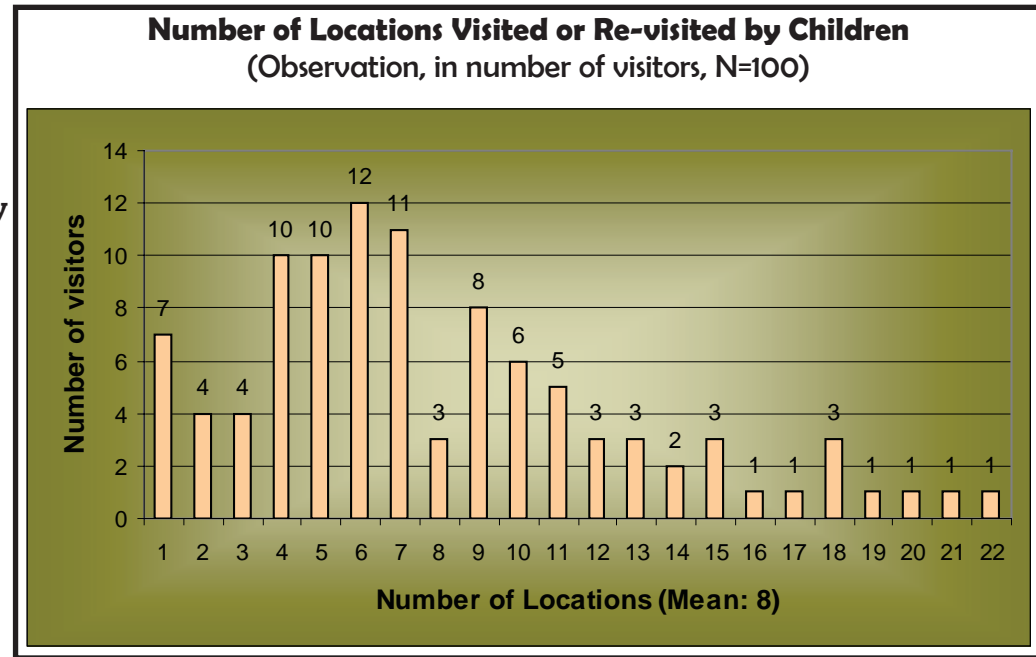 Number of Locations Visited or Re-visited by Children
(Observation, in number of visitors, N=100)
y
Number of visitors
14
12
10
8
6
4
2
0
7 4 4 10 10 12 11 3 8 6 5 3 3 2 3 1 1 3 1 1 1 1
1 2 3 4 5 6 7 8 9 10 11 12 13 14 15 16 17 18 19 20 21 22
Number of Locations (Mean: 8)